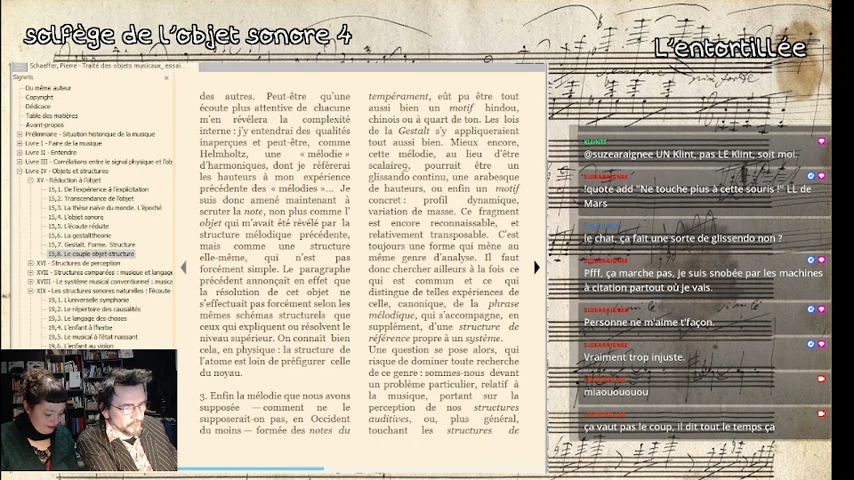 solfège de l'objet sonore 4
L'entortillée
Schaeffer, Pierre - Traité des objets musicaux_essai...
Signets
Du même auteur
Copyright
Dédicace
Table des matières
Avant-propos
Préliminaire - Situation historique de la musique
Livre I - Faire de la musique
Livre II - Entendre
Livre III - Corrélations entre le signal physique et l'obj
Livre IV - Objets et structures
XV - Réduction à l'objet
15,1. De l'expérience à l'explicitation
15,2. Transcendance de l'objet
15,3. La thèse naïve du monde. L'époché
15,4. L'objet sonore
15,5. L'écoute réduite
15,6. La gestalttheorie
15,7. Gestalt, Forme, Structure
15,8. Le couple objet-structure
XVI - Structures de perception
XVII - Structures comparées : musique et langage
XVIII - Le système musical conventionnel : music
XIX - Les structures sonores naturelles : l'écoute
19,1. L'universelle symphonie
19,2. Le répertoire des causalités
19,3. Le langage des choses
19,4. L'enfant à l'herbe
19,5. Le musical à l'état naissant
19,6. L'enfant au violon
des autres. Peut-être qu'une
écoute plus attentive de chacune
m'en révélera la complexité
interne : j'y entendrai des qualités
inaperçues et peut-être, comme
Helmholtz, une « mélodie »
d'harmoniques, dont je référerai
les hauteurs à mon expérience
précédente des « mélodies »... Je
suis donc amené maintenant à
scruter la note, non plus comme l'
objet qui m'avait été révélé par la
structure mélodique précédente,
mais comme une structure
elle-même, qui n'est pas
forcément simple. Le paragraphe
précédent annonçait en effet que
la résolution de cet objet ne
s'effectuait pas forcément selon les
mêmes schémas structurels que
ceux qui expliquent ou résolvent le
niveau supérieur. On connaît bien
cela, en physique : la structure de
l'atome est loin de préfigurer celle
du noyau.
3. Enfin la mélodie que nous avons
supposée — comment ne le
supposerait-on pas, en Occident
du moins — formée des notes du
tempérament, eût pu être tout
aussi bien un motif hindou,
chinois ou à quart de ton. Les lois
de la Gestalt s'y appliqueraient
tout aussi bien. Mieux encore,
cette mélodie, au lieu d'être
scalaire9, pourrait être un
glissando continu, une arabesque
de hauteurs, ou enfin un motif
concret : profil dynamique,
variation de masse. Ce fragment
est encore reconnaissable, et
relativement transposable. C'est
toujours une forme qui mène au
même genre d'analyse. Il faut
donc chercher ailleurs à la fois ce
qui est commun et ce qui
distingue de telles expériences de
celle, canonique, de la phrase
mélodique, qui s'accompagne, en
supplément, d'une structure de
référence propre à un système.
Une question se pose alors, qui
risque de dominer toute recherche
de ce genre : sommes-nous devant
un problème particulier, relatif à
la musique, portant sur la
perception de nos structures
auditives, ou, plus général,
touchant les structures de
@suzearaignee UN Klint, pas LE Klint, soit moi.
!quote add "Ne touche plus à cette souris !" LL de
Mars
le chat, ça fait une sorte de glissendo non ?
Pfff, ça marche pas, je suis snobée par les machines
à citation partout où je vais.
Personne ne m'aime t'façon.
Vraiment trop injuste.
miaouououou
ça vaut pas le coup, il dit tout le temps ça